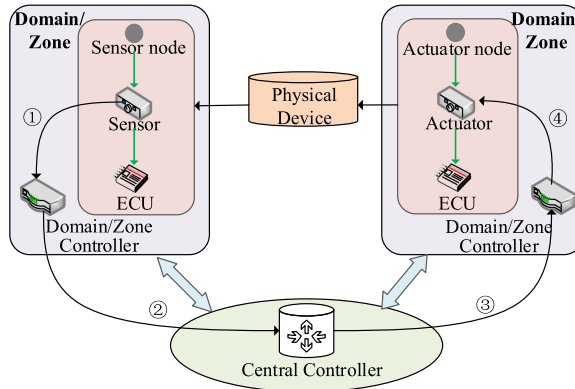 Domain/
Zone
Sensor node
Sensor
ECU
①
Domain/Zone
Controller
Physical
Device
Domain/
Zone
Actuator node
Actuator
ECU
④
Domain/Zone
Controller
②
③
Central Controller